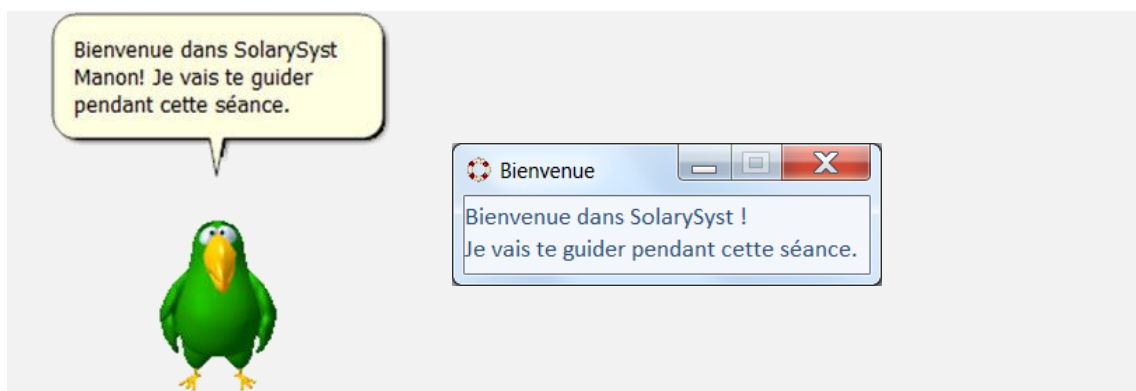 Bienvenue dans SolarySyst
Manon! Je vais te guider
pendant cette séance.
Bienvenue
Bienvenue dans SolarySyst !
Je vais te guider pendant cette séance.